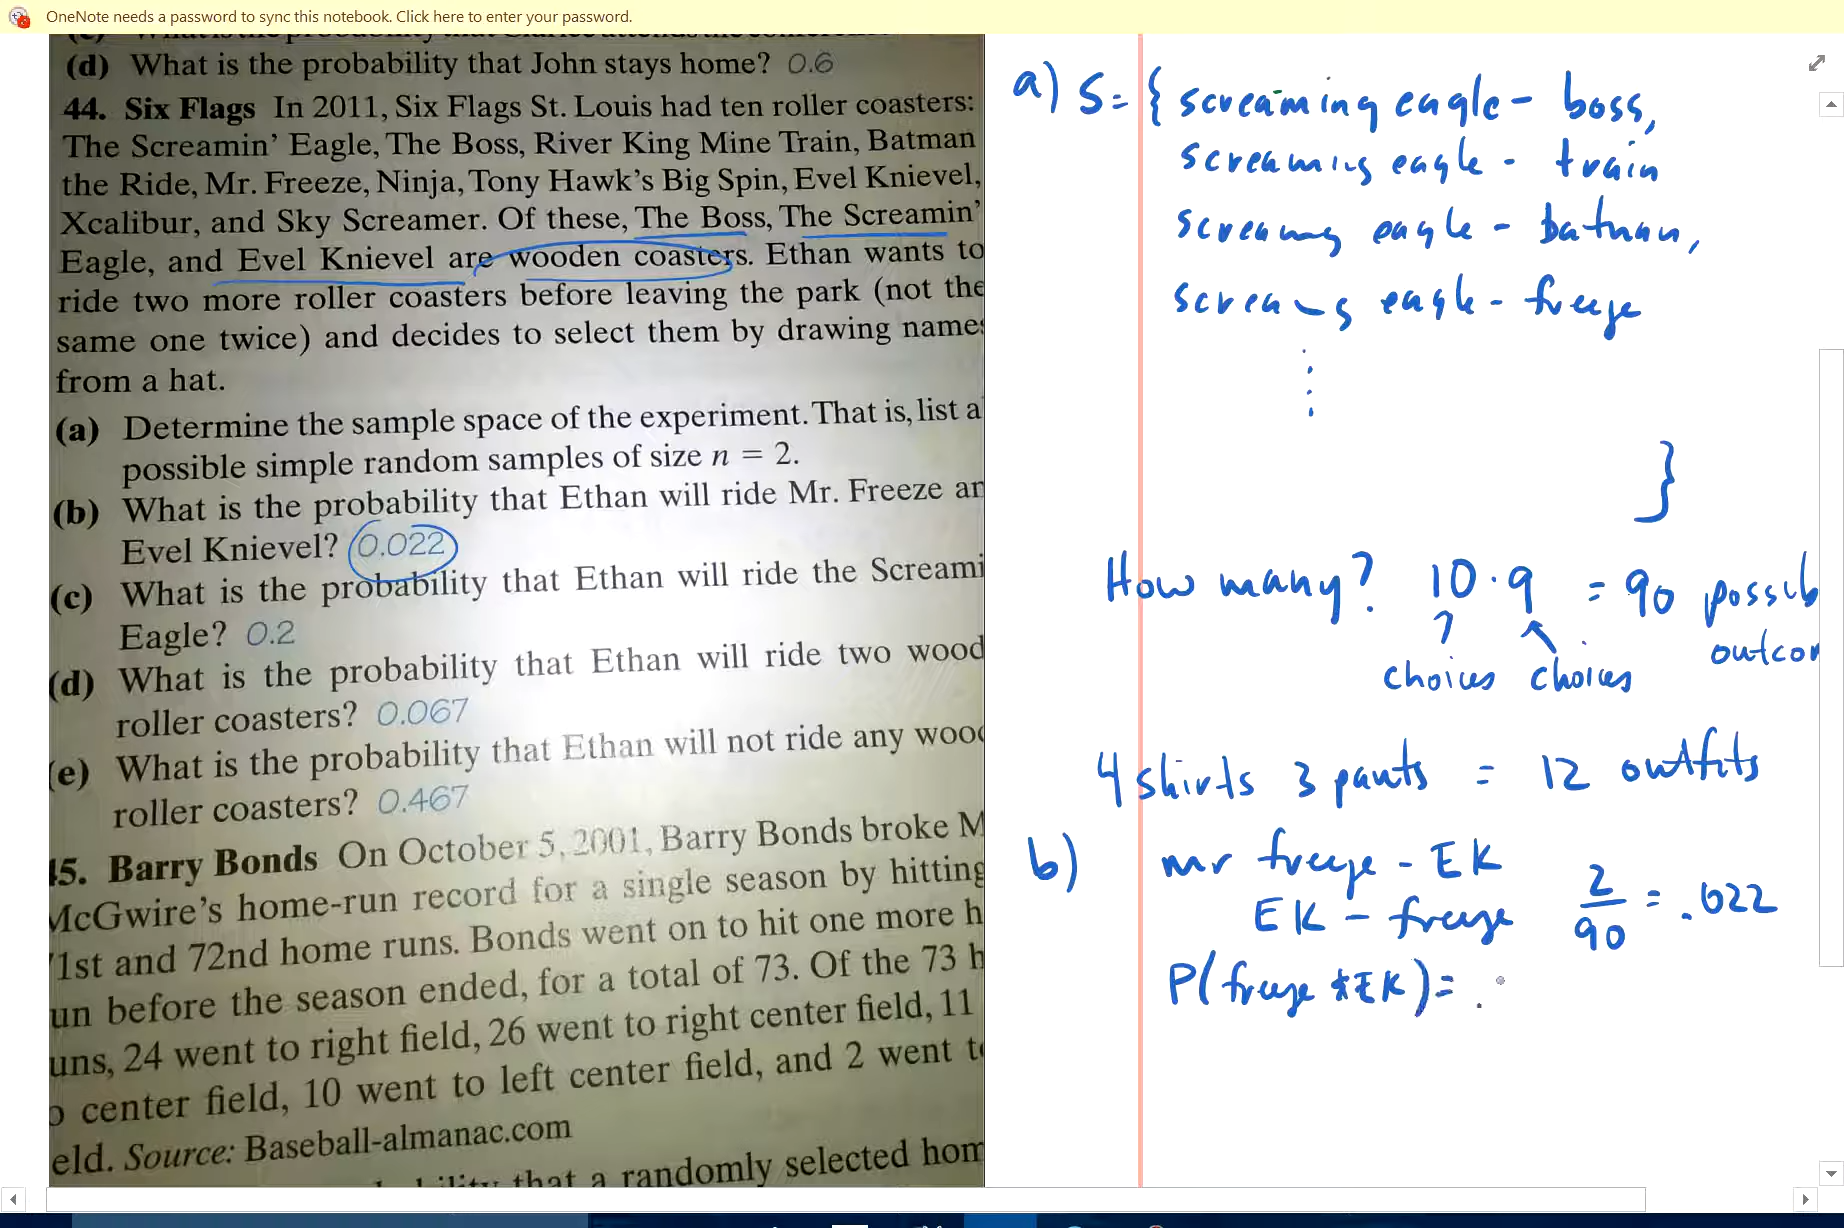 OneNote needs a password to sync this notebook. Click here to enter your password.
(d) What is the probability that John stays home? 0.6
44. Six Flags In 2011, Six Flags St. Louis had ten roller coasters:
The Screamin' Eagle, The Boss, River King Mine Train, Batman
the Ride, Mr. Freeze, Ninja, Tony Hawk's Big Spin, Evel Knievel,
Xcalibur, and Sky Screamer. Of these, The Boss, The Screamin'
Eagle, and Evel Knievel are wooden coasters. Ethan wants to
ride two more roller coasters before leaving the park (not the
same one twice) and decides to select them by drawing names
from a hat.
(a) Determine the sample space of the experiment. That is, list a
possible simple random samples of size n = 2.
(b) What is the probability that Ethan will ride Mr. Freeze an
Evel Knievel? 0.022
(c) What is the probability that Ethan will ride the Screami
Eagle? 0.2
(d) What is the probability that Ethan will ride two wood
roller coasters? 0.067
(e) What is the probability that Ethan will not ride any wood
roller coasters? 0.467
45. Barry Bonds On October 5, 2001, Barry Bonds broke M
McGwire's home-run record for a single season by hitting
71st and 72nd home runs. Bonds went on to hit one more h
un before the season ended, for a total of 73. Of the 73 h
uns, 24 went to right field, 26 went to right center field, 11
o center field, 10 went to left center field, and 2 went to
eld. Source: Baseball-almanac.com
that a randomly selected hom
a) S = { screaming eagle - boss,
screaming eagle - train
screaming eagle - batman,
screaming eagle - freeze
}
How many? 10 · 9 = 90 possib
outcom
choices choices
4 shirts 3 pants = 12 outfits
b) mr freeze - EK
EK - freeze 2/90 = .022
P(freeze & EK) = .